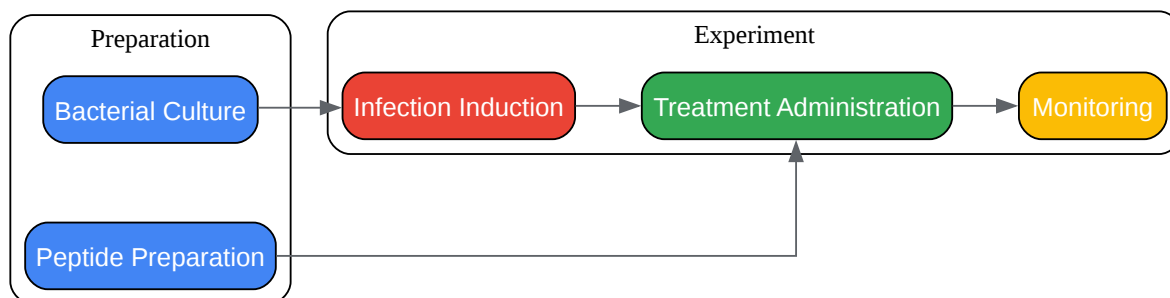 Preparation
Experiment
Bacterial Culture
Infection Induction
Treatment Administration
Monitoring
Peptide Preparation